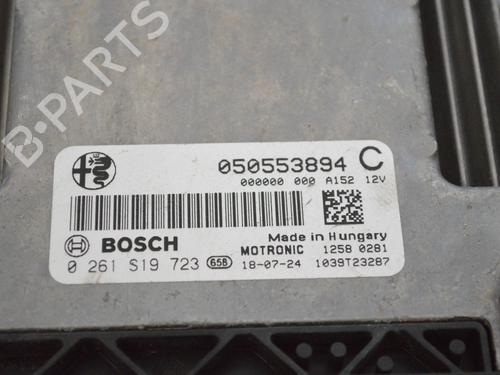 B-PARTS
050553894 C
000000 000 A152 12V
BOSCH
Made in Hungary
MOTRONIC 1258 0281
0 261 S19 723 65B 18-07-24 1039T23287